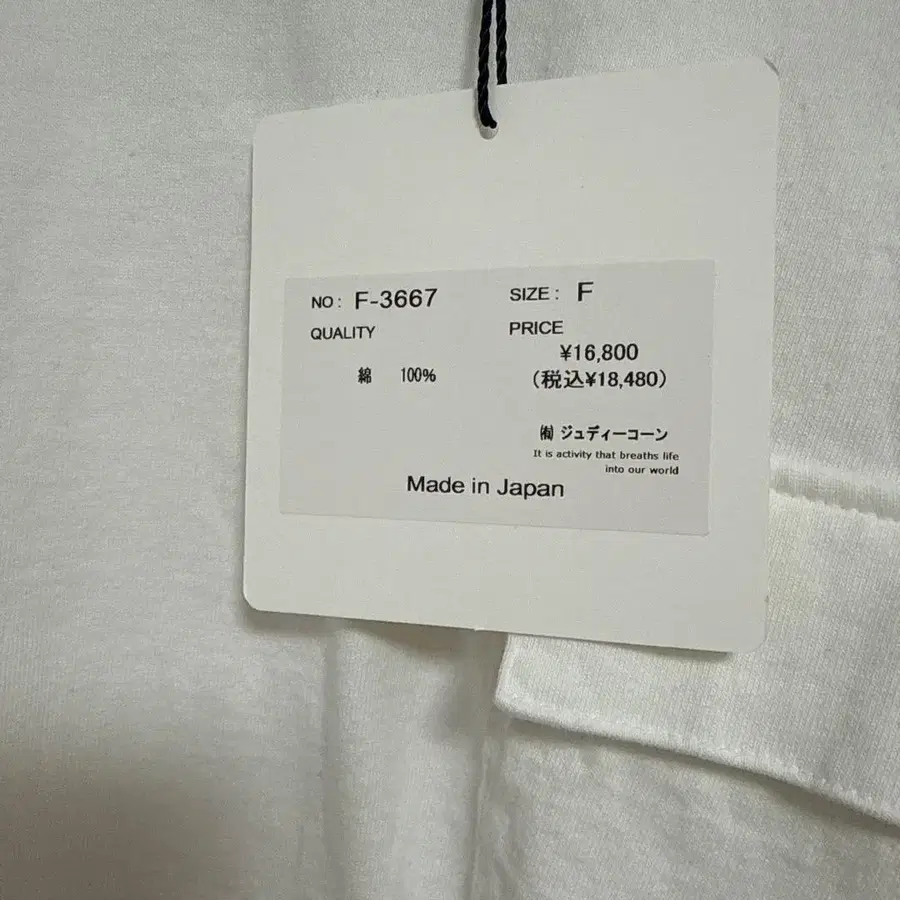 NO: F-3667 SIZE: F
QUALITY PRICE
¥16,800
綿 100% (税込¥18,480)
㈲ ジュディーコーン
It is activity that breaths life
into our world
Made in Japan